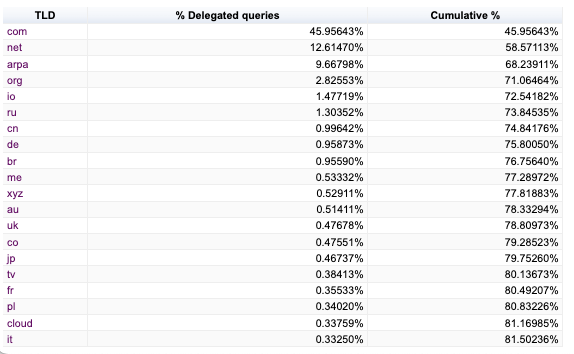 TLD % Delegated queries Cumulative %
com 45.95643% 45.95643%
net 12.61470% 58.57113%
arpa 9.66798% 68.23911%
org 2.82553% 71.06464%
io 1.47719% 72.54182%
ru 1.30352% 73.84535%
cn 0.99642% 74.84176%
de 0.95873% 75.80050%
br 0.95590% 76.75640%
me 0.53332% 77.28972%
xyz 0.52911% 77.81883%
au 0.51411% 78.33294%
uk 0.47678% 78.80973%
co 0.47551% 79.28523%
jp 0.46737% 79.75260%
tv 0.38413% 80.13673%
fr 0.35533% 80.49207%
pl 0.34020% 80.83226%
cloud 0.33759% 81.16985%
it 0.33250% 81.50236%